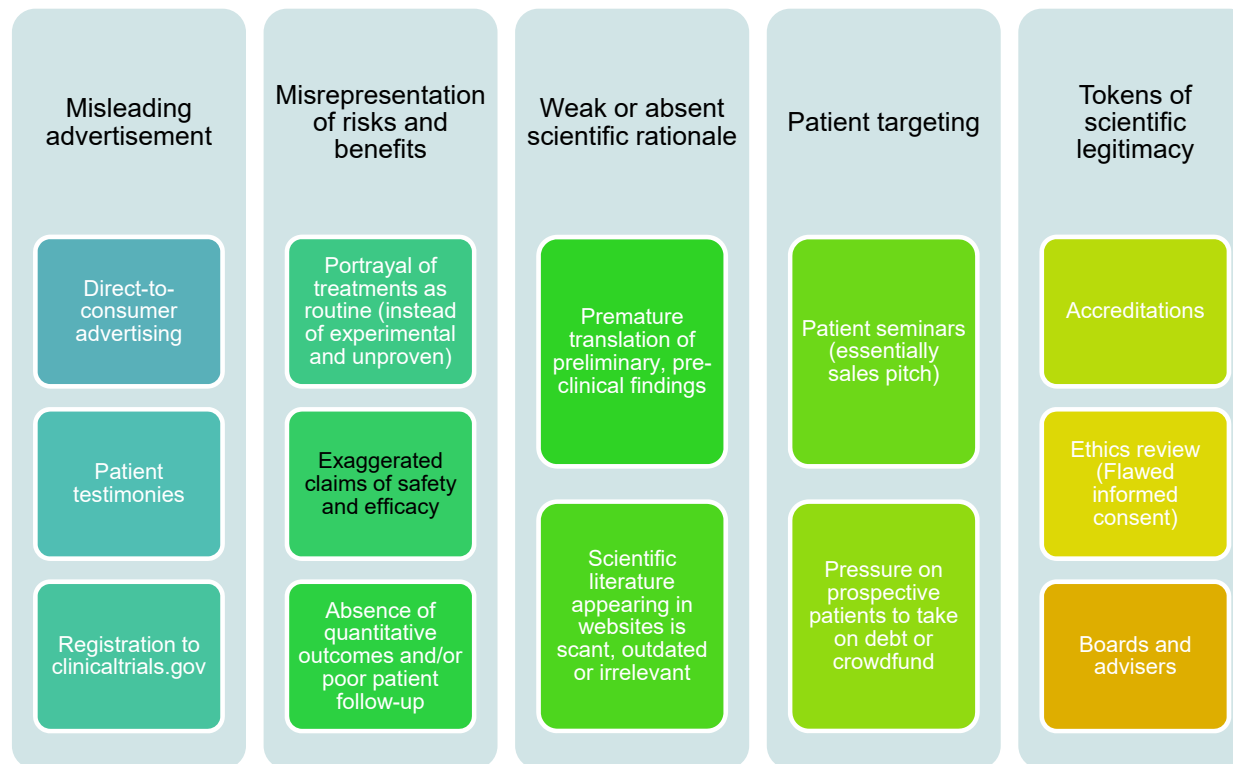 Misleading
advertisement
Direct-to-
consumer
advertising
Patient
testimonies
Registration to
clinicaltrials.gov
Misrepresentation
of risks and
benefits
Portrayal of
treatments as
routine (instead
of experimental
and unproven)
Exaggerated
claims of safety
and efficacy
Absence of
quantitative
outcomes and/or
poor patient
follow-up
Weak or absent
scientific rationale
Premature
translation of
preliminary, pre-
clinical findings
Scientific
literature
appearing in
websites is
scant, outdated
or irrelevant
Patient targeting
Patient seminars
(essentially
sales pitch)
Pressure on
prospective
patients to take
on debt or
crowdfund
Tokens of
scientific
legitimacy
Accreditations
Ethics review
(Flawed
informed
consent)
Boards and
advisers